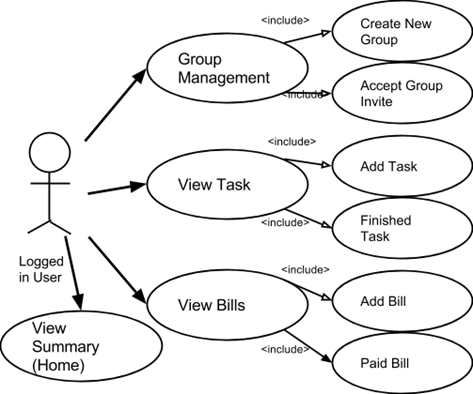 <include>
Create New
Group
Group
Management
Accept Group
Invite
<include
<include>
Add Task
View Task
Finished
Task
<include>
Logged
in User
<include>
Add Bill
View Bills
View
Summary
(Home)
<include>
Paid Bill